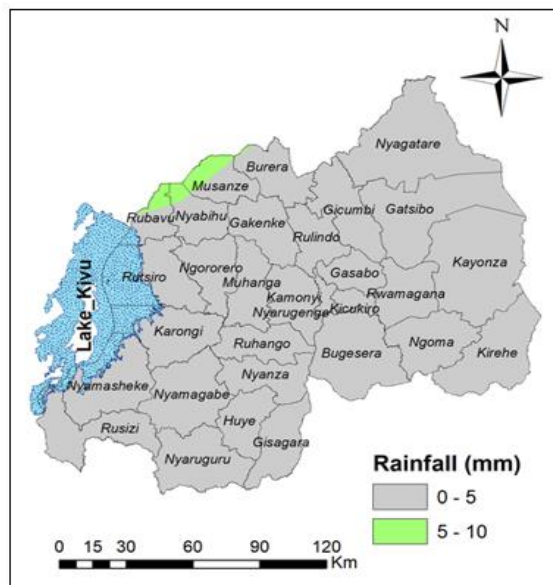 N
Nyagatare
Burera
Musanze
Rubavu
Nyabihu
Gakenke
Gicumbi
Gatsibo
Rulindo
Rutsiro
Ngororero
Muhanga
Gasabo
Kayonza
Kamonyi
Rwamagana
Nyarugenge
Kicukiro
Lake_Kivu
Karongi
Ruhango
Bugesera
Ngoma
Kirehe
Nyamasheke
Nyamagabe
Nyanza
Rusizi
Huye
Gisagara
Nyaruguru
Rainfall (mm)
0 - 5
5 - 10
0 15 30 60 90 120
Km